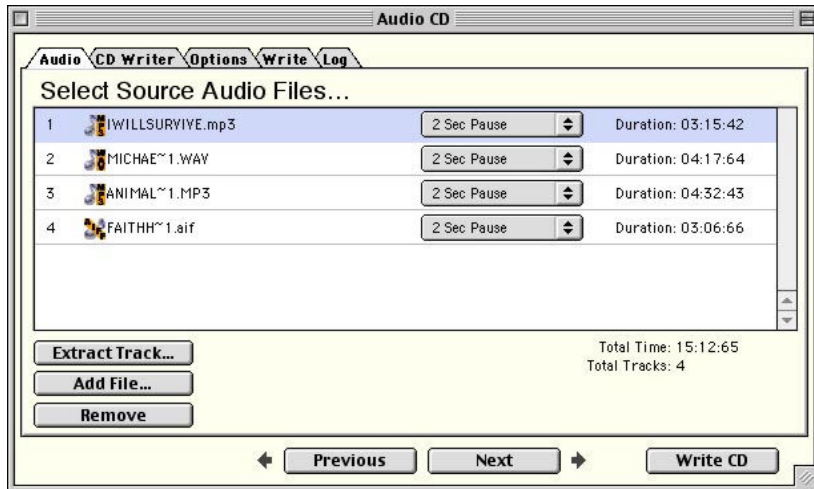 Audio CD
Audio CD Writer Options Write Log
Select Source Audio Files...
1 IWILLSURVIVE.mp3 2 Sec Pause Duration: 03:15:42
2 MICHAE~1.WAV 2 Sec Pause Duration: 04:17:64
3 ANIMAL~1.MP3 2 Sec Pause Duration: 04:32:43
4 FAITHH~1.aif 2 Sec Pause Duration: 03:06:66
Extract Track... Total Time: 15:12:65
Total Tracks: 4
Add File...
Remove
Previous Next Write CD